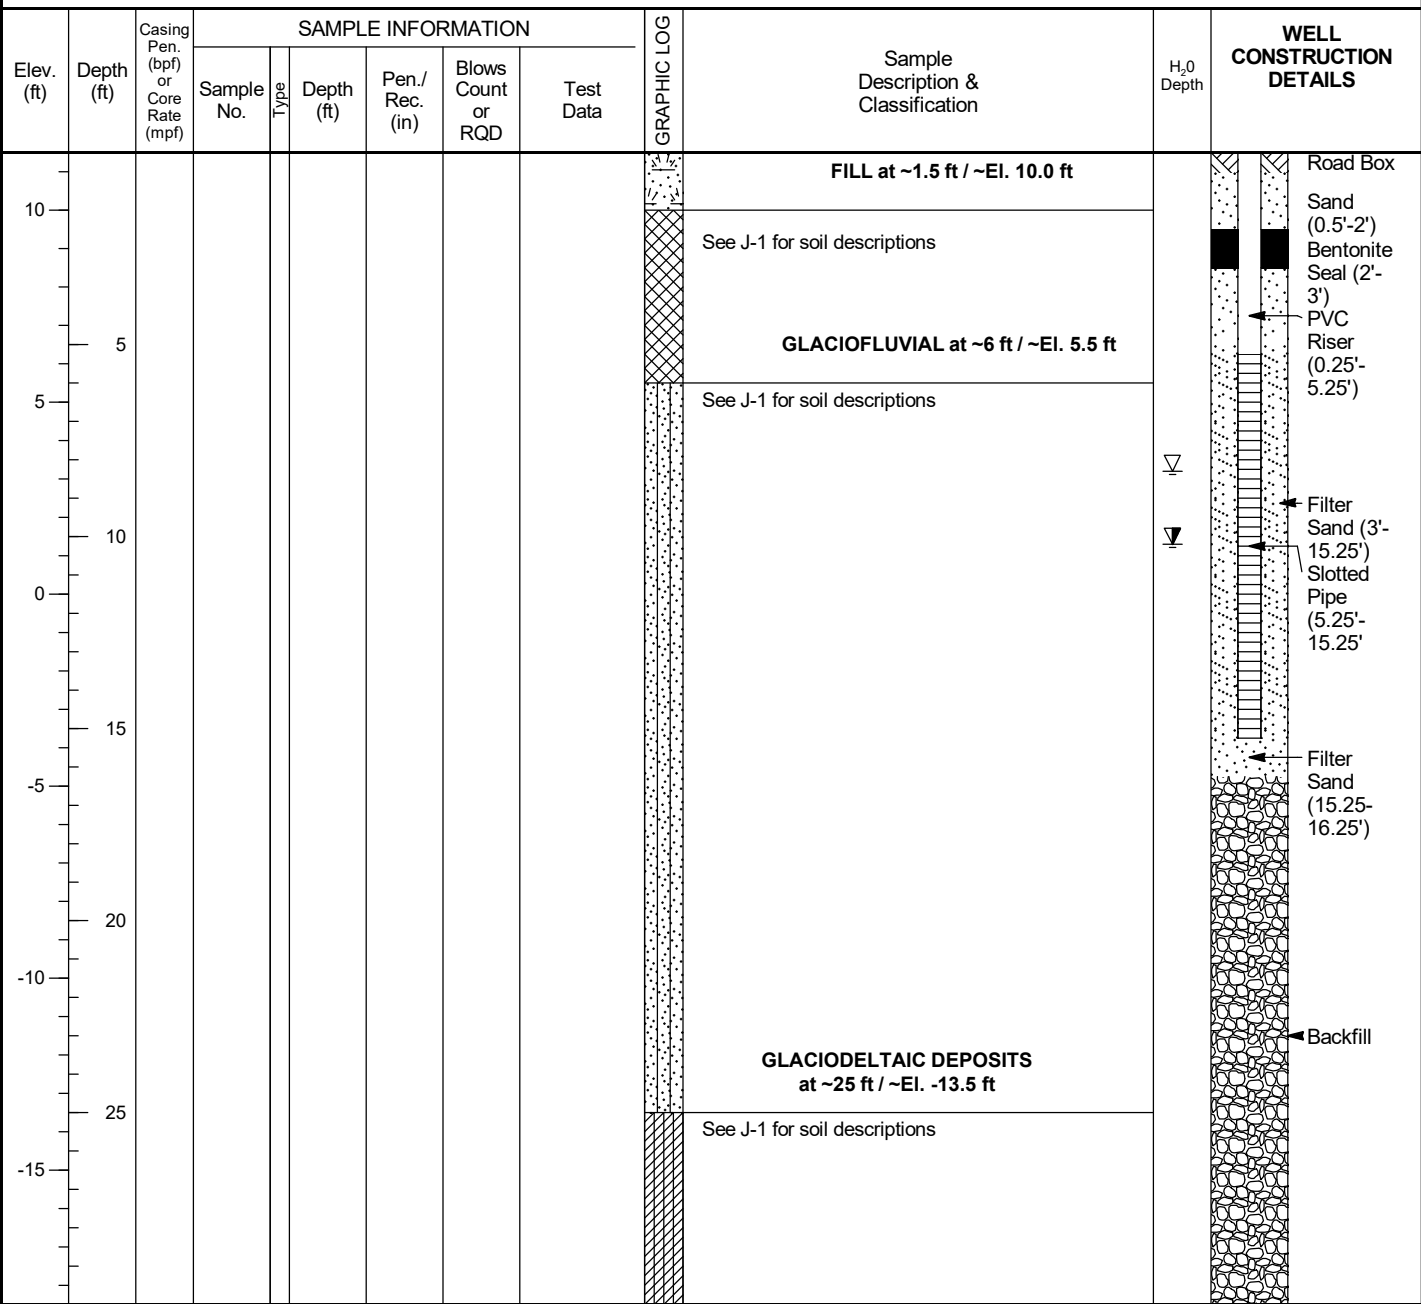 Elev.
(ft)
Depth
(ft)
Casing
Pen.
(bpf)
or
Core
Rate
(mpf)
SAMPLE INFORMATION
Sample
No.
Type
Depth
(ft)
Pen./
Rec.
(in)
Blows
Count
or
RQD
Test
Data
GRAPHIC LOG
Sample
Description &
Classification
H₂0
Depth
WELL
CONSTRUCTION
DETAILS
FILL at ~1.5 ft / ~El. 10.0 ft
See J-1 for soil descriptions
GLACIOFLUVIAL at ~6 ft / ~El. 5.5 ft
See J-1 for soil descriptions
GLACIODELTAIC DEPOSITS
at ~25 ft / ~El. -13.5 ft
See J-1 for soil descriptions
10
5
0
-5
-10
-15
5
10
15
20
25
Road Box
Sand
(0.5'-2')
Bentonite
Seal (2'-
3')
PVC
Riser
(0.25'-
5.25')
Filter
Sand (3'-
15.25')
Slotted
Pipe
(5.25'-
15.25'
Filter
Sand
(15.25-
16.25')
Backfill